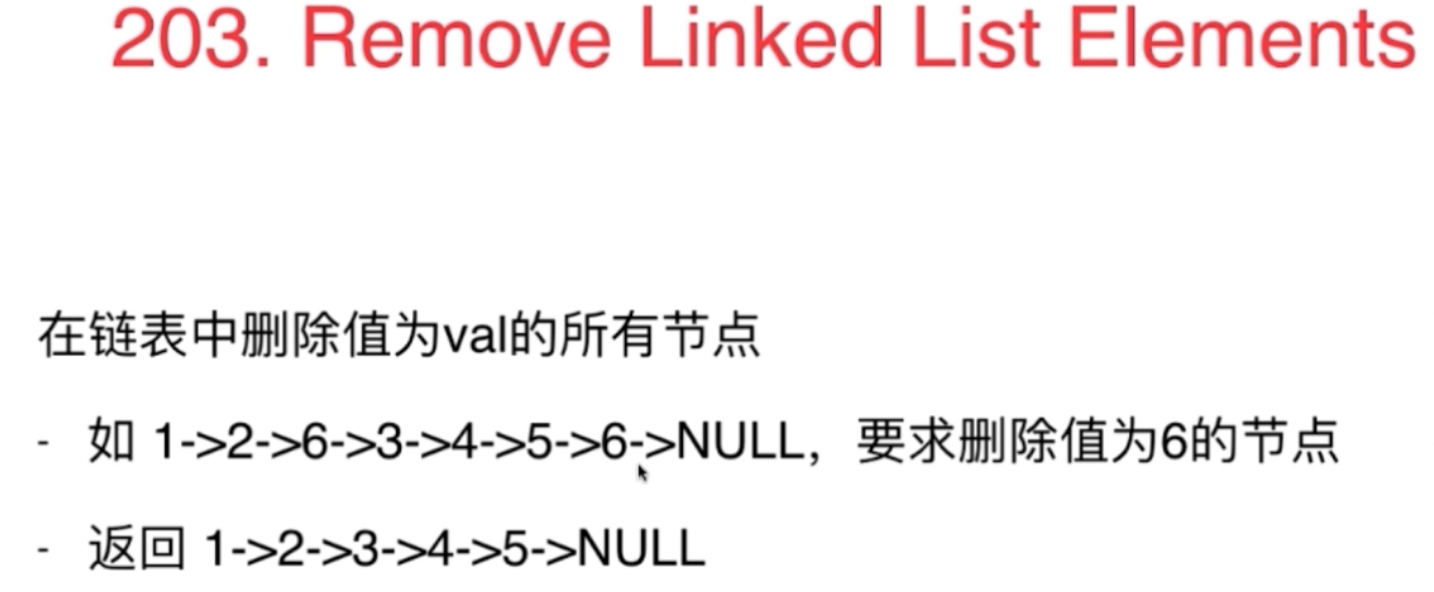 203. Remove Linked List Elements
在链表中删除值为val的所有节点
- 如 1->2->6->3->4->5->6->NULL，要求删除值为6的节点
- 返回 1->2->3->4->5->NULL